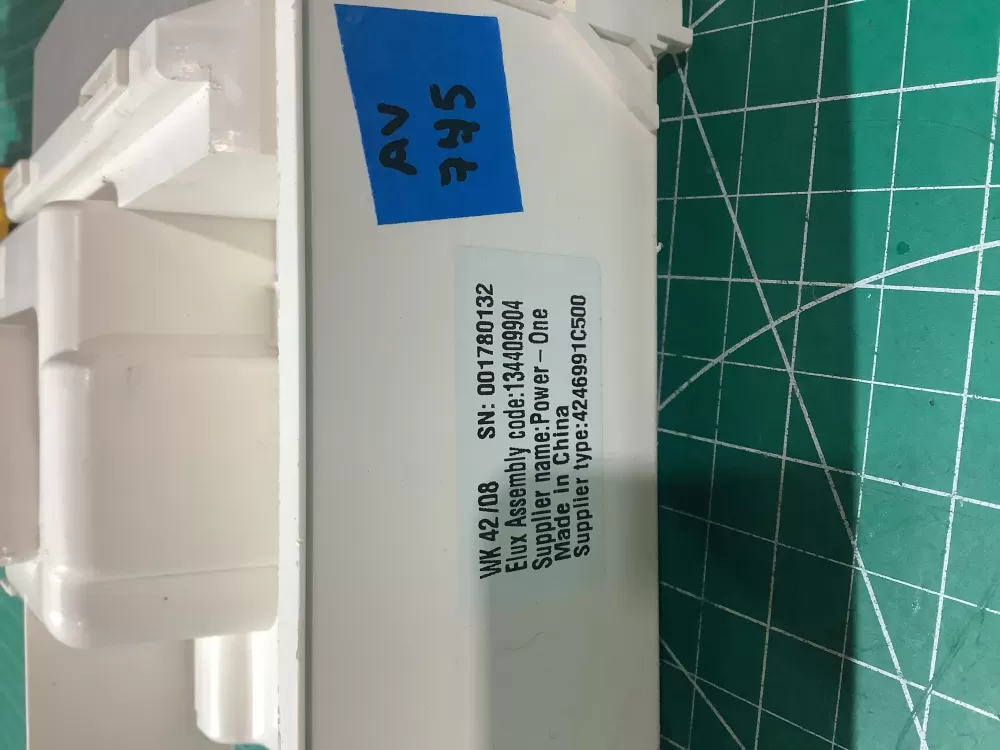 AV
745
WK 42/08 SN: 001780132
Elux Assembly code:134409904
Supplier name:Power-One
Made in China
Supplier type:4246991C500